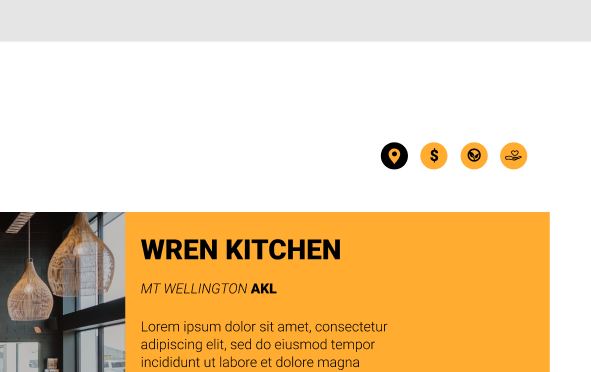 $
WREN KITCHEN
MT WELLINGTON AKL
Lorem ipsum dolor sit amet, consectetur
adipiscing elit, sed do eiusmod tempor
incididunt ut labore et dolore magna